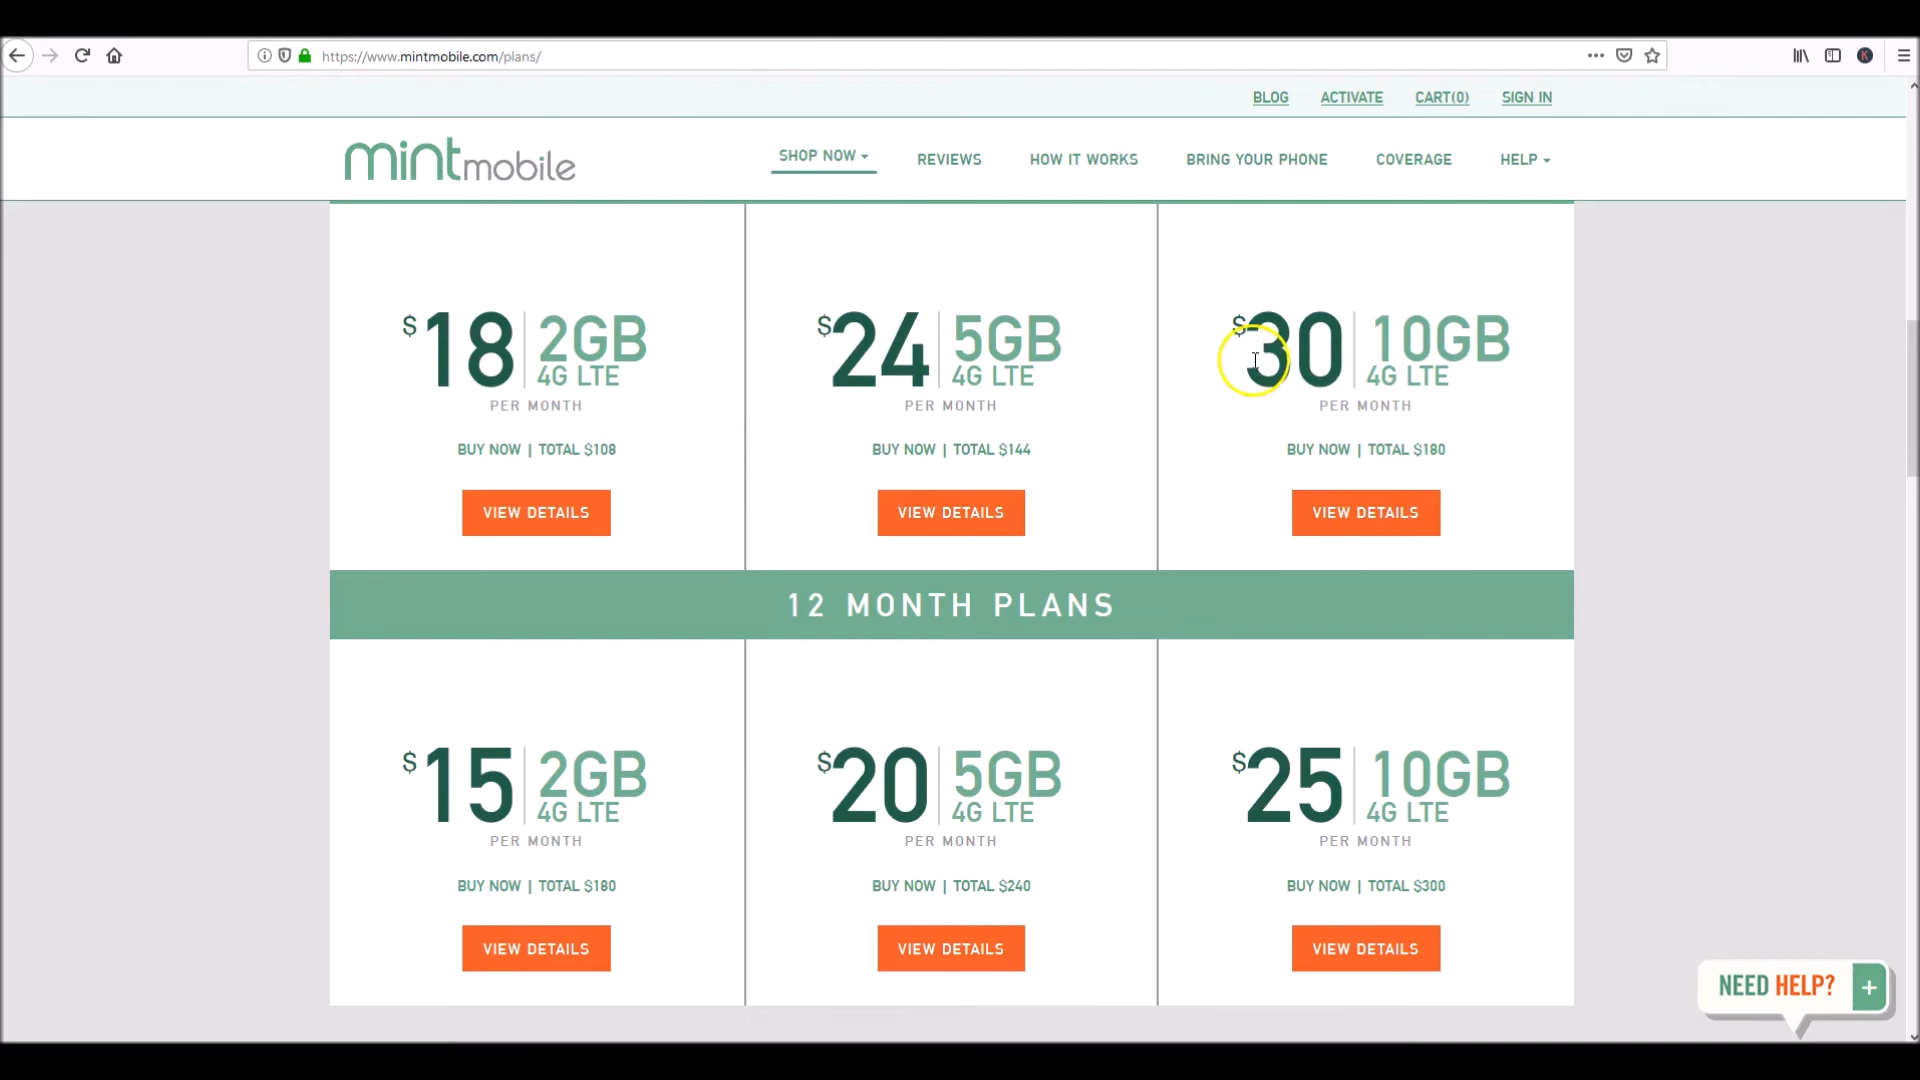 https://www.mintmobile.com/plans/
BLOG ACTIVATE CART(0) SIGN IN
mintmobile SHOP NOW REVIEWS HOW IT WORKS BRING YOUR PHONE COVERAGE HELP
$18 2GB 4G LTE
PER MONTH
BUY NOW | TOTAL $108
VIEW DETAILS
$24 5GB 4G LTE
PER MONTH
BUY NOW | TOTAL $144
VIEW DETAILS
$30 10GB 4G LTE
PER MONTH
BUY NOW | TOTAL $180
VIEW DETAILS
12 MONTH PLANS
$15 2GB 4G LTE
PER MONTH
BUY NOW | TOTAL $180
VIEW DETAILS
$20 5GB 4G LTE
PER MONTH
BUY NOW | TOTAL $240
VIEW DETAILS
$25 10GB 4G LTE
PER MONTH
BUY NOW | TOTAL $300
VIEW DETAILS
NEED HELP? +